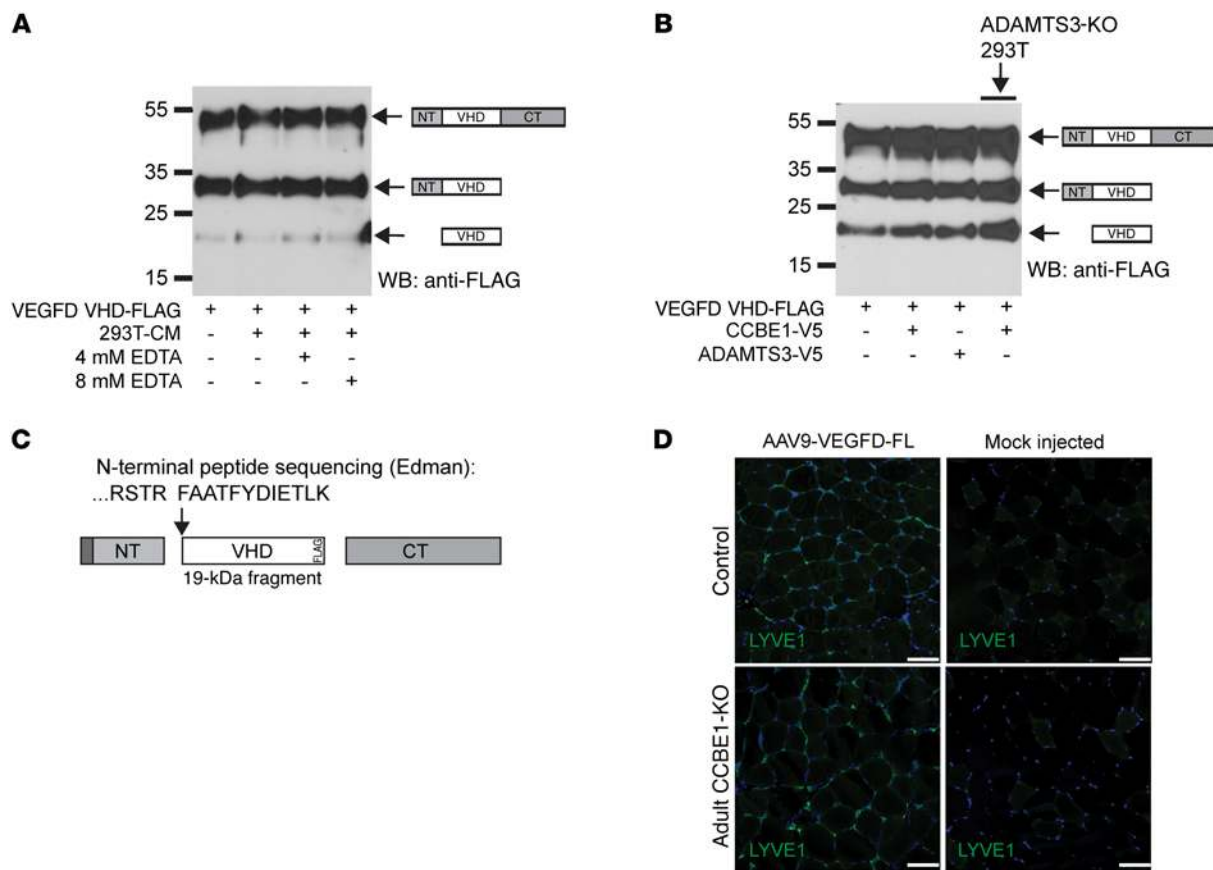 A
55
NT VHD CT
35
NT VHD
25
VHD
15
WB: anti-FLAG
VEGFD VHD-FLAG + + + +
293T-CM - + + +
4 mM EDTA - - + -
8 mM EDTA - - - +
B
ADAMTS3-KO
293T
55
NT VHD CT
35
NT VHD
25
VHD
15
WB: anti-FLAG
VEGFD VHD-FLAG + + + +
CCBE1-V5 - + - +
ADAMTS3-V5 - - + -
C
N-terminal peptide sequencing (Edman):
...RSTR FAATFYDIETLK
NT VHD FLAG CT
19-kDa fragment
D
AAV9-VEGFD-FL Mock injected
Control
LYVE1 LYVE1
Adult CCBE1-KO
LYVE1 LYVE1